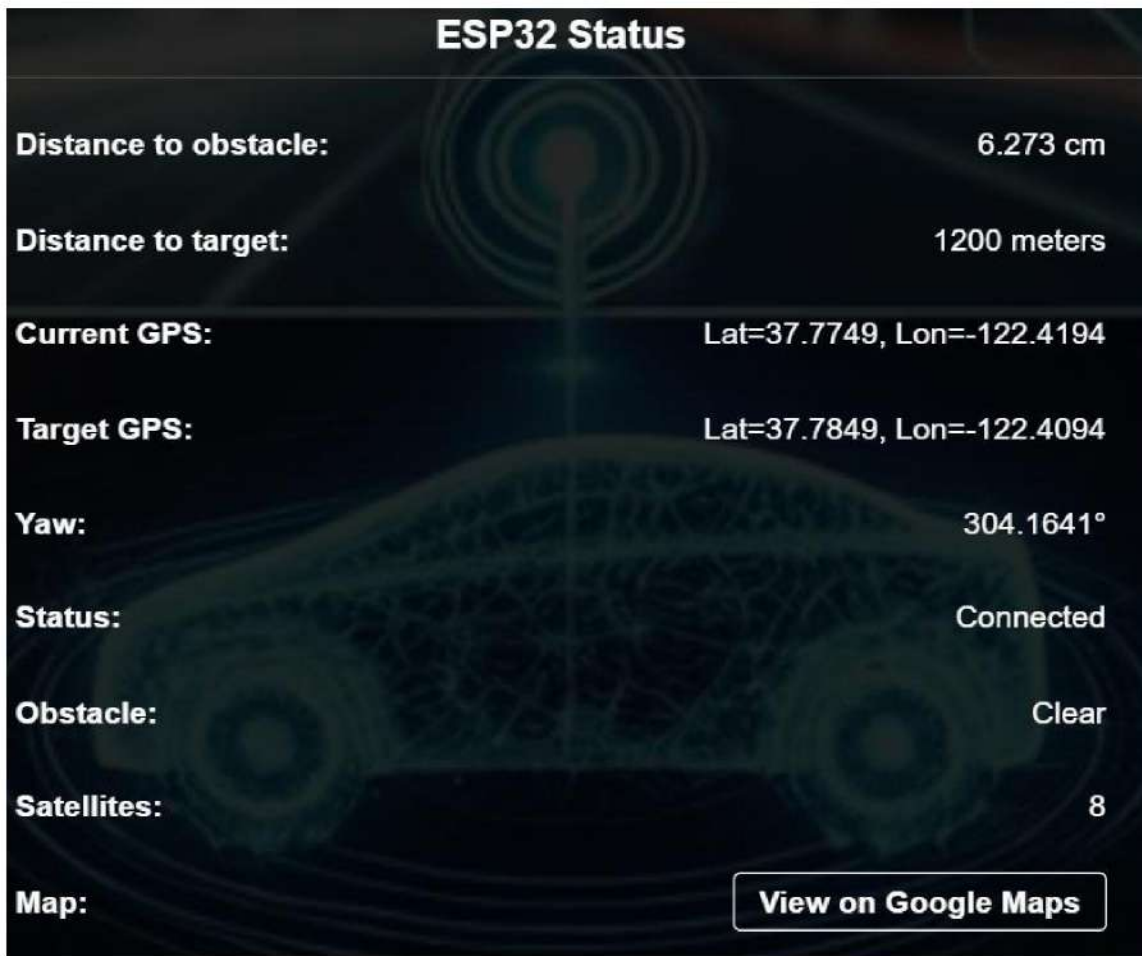 ESP32 Status
Distance to obstacle: 6.273 cm
Distance to target: 1200 meters
Current GPS: Lat=37.7749, Lon=-122.4194
Target GPS: Lat=37.7849, Lon=-122.4094
Yaw: 304.1641°
Status: Connected
Obstacle: Clear
Satellites: 8
Map: View on Google Maps